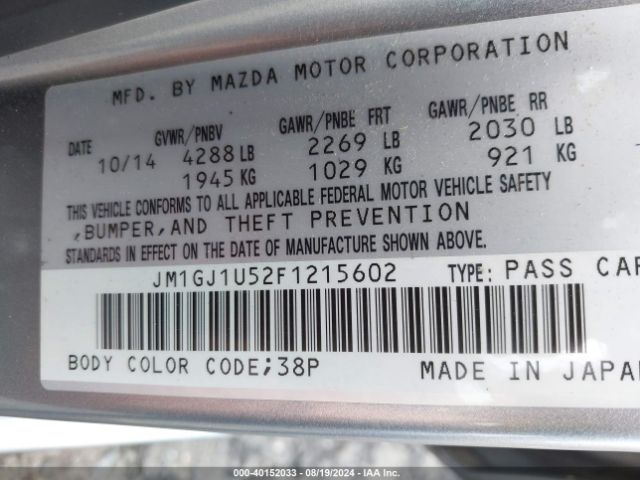 MFD. BY MAZDA MOTOR CORPORATION
DATE GVWR/PNBV GAWR/PNBE FRT GAWR/PNBE RR
10/14 4288 LB 2269 LB 2030 LB
1945 KG 1029 KG 921 KG
THIS VEHICLE CONFORMS TO ALL APPLICABLE FEDERAL MOTOR VEHICLE SAFETY
,BUMPER,AND THEFT PREVENTION
STANDARDS IN EFFECT ON THE DATE OF MANUFACTURE SHOWN ABOVE.
JM1GJ1U52F1215602 TYPE: PASS CAR
BODY COLOR CODE;38P MADE IN JAPAN
000-40152033 - 08/19/2024 - IAA Inc.